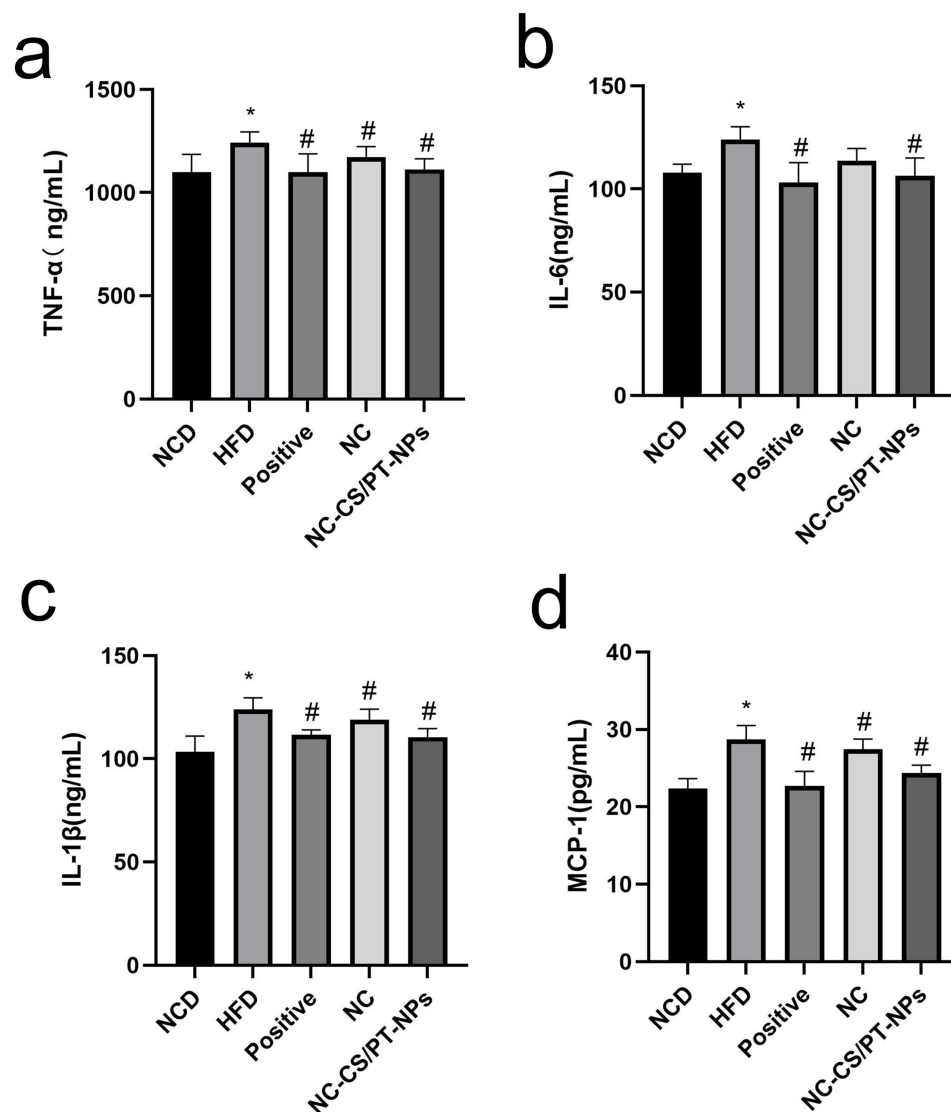 a
TNF-α（ ng/mL）
1500
1000
500
0
*
#
#
#
NCD
HFD
Positive
NC
NC-CS/PT-NPs
b
IL-6(ng/mL)
150
100
50
0
*
#
#
NCD
HFD
Positive
NC
NC-CS/PT-NPs
c
IL-1β(ng/mL)
150
100
50
0
*
#
#
#
NCD
HFD
Positive
NC
NC-CS/PT-NPs
d
MCP-1(pg/mL)
40
30
20
10
0
*
#
#
#
NCD
HFD
Positive
NC
NC-CS/PT-NPs